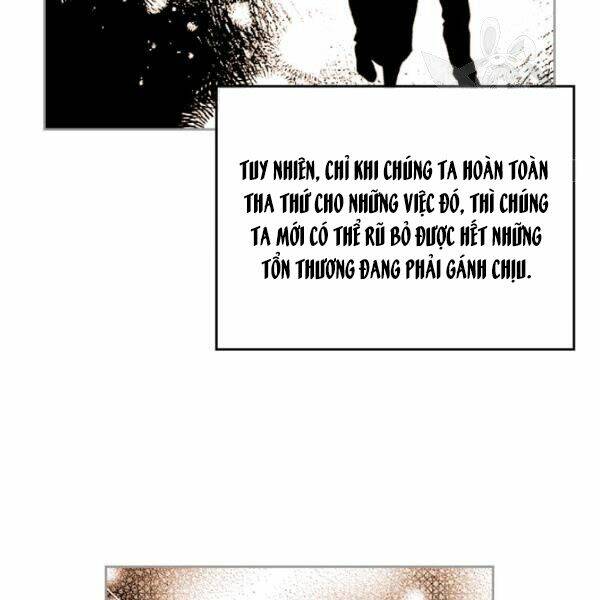 TUY NHIÊN, CHỈ KHI CHÚNG TA HOÀN TOÀN
THA THỨ CHO NHỮNG VIỆC ĐÓ, THÌ CHÚNG
TA MỚI CÓ THỂ RŨ BỎ ĐƯỢC HẾT NHỮNG
TỔN THƯƠNG ĐANG PHẢI GÁNH CHỊU.